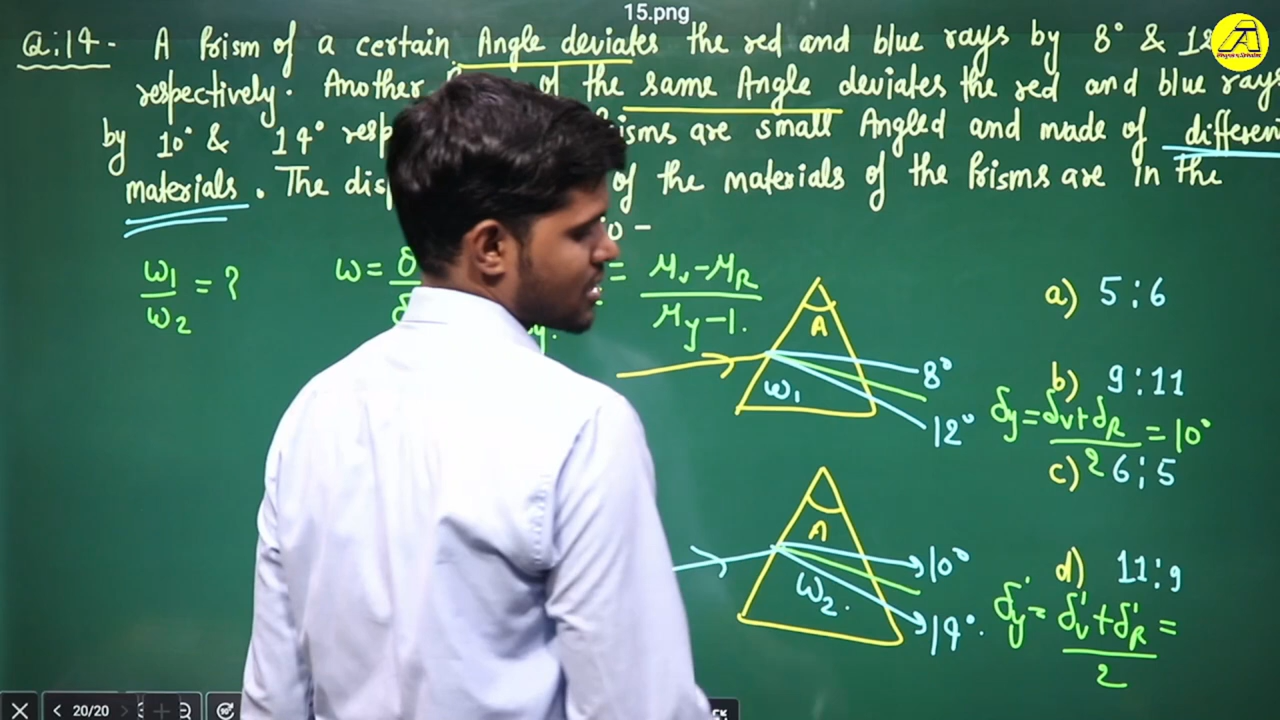 15.png
Q:14- A Prism of a certain Angle deviates the red and blue rays by 8° &
respectively. Another of the same Angle deviates the red and blue rays
by 10° & 14° are small Angled and made of different
materials. The of the materials of the Prisms are in the
ω1/ω2 = ?
ω =
= μv-μR / μy-1.
A
ω1
8°
12°
a) 5:6
b) 9:11
δy = δv+δR / 2 = 10°
c) 6:5
A
ω2.
10°
14°.
d) 11:9
δ'y = δ'v+δ'R / 2 =
20/20